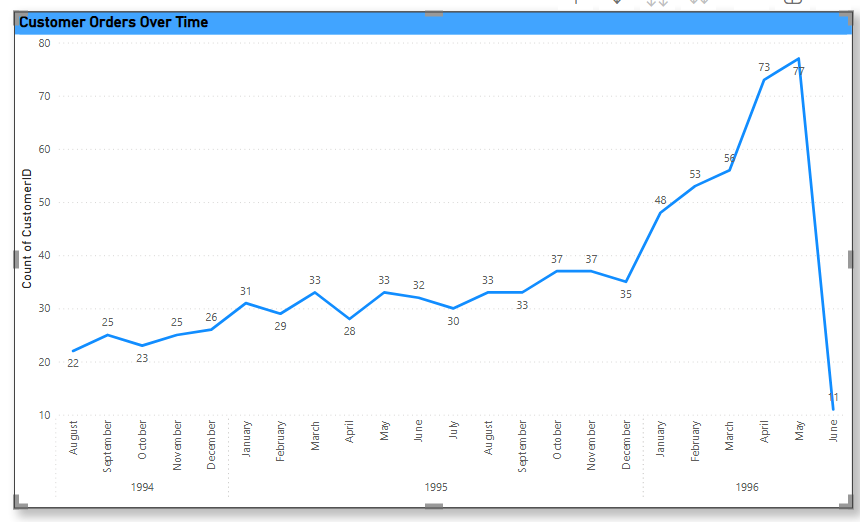 Customer Orders Over Time
Count of CustomerID
80
70
60
50
40
30
20
10
22
25
23
25
26
31
29
33
28
33
32
30
33
33
37
37
35
48
53
56
73
77
11
August
September
October
November
December
January
February
March
April
May
June
July
August
September
October
November
December
January
February
March
April
May
June
1994
1995
1996